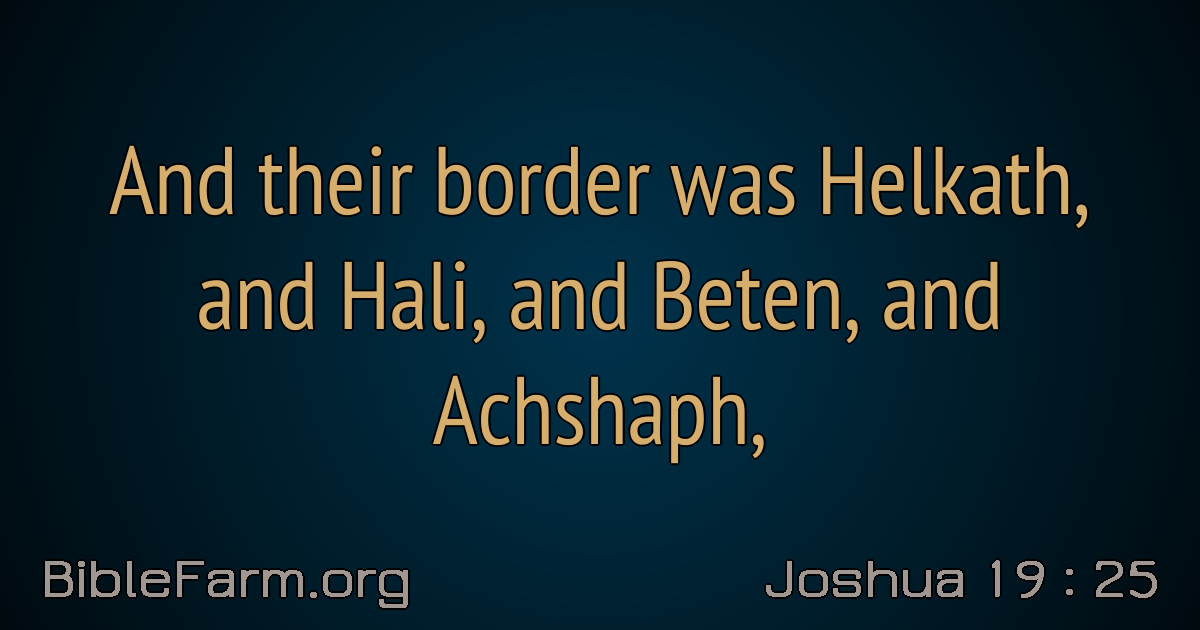 And their border was Helkath,
and Hali, and Beten, and
Achshaph,
BibleFarm.org
Joshua 19 : 25